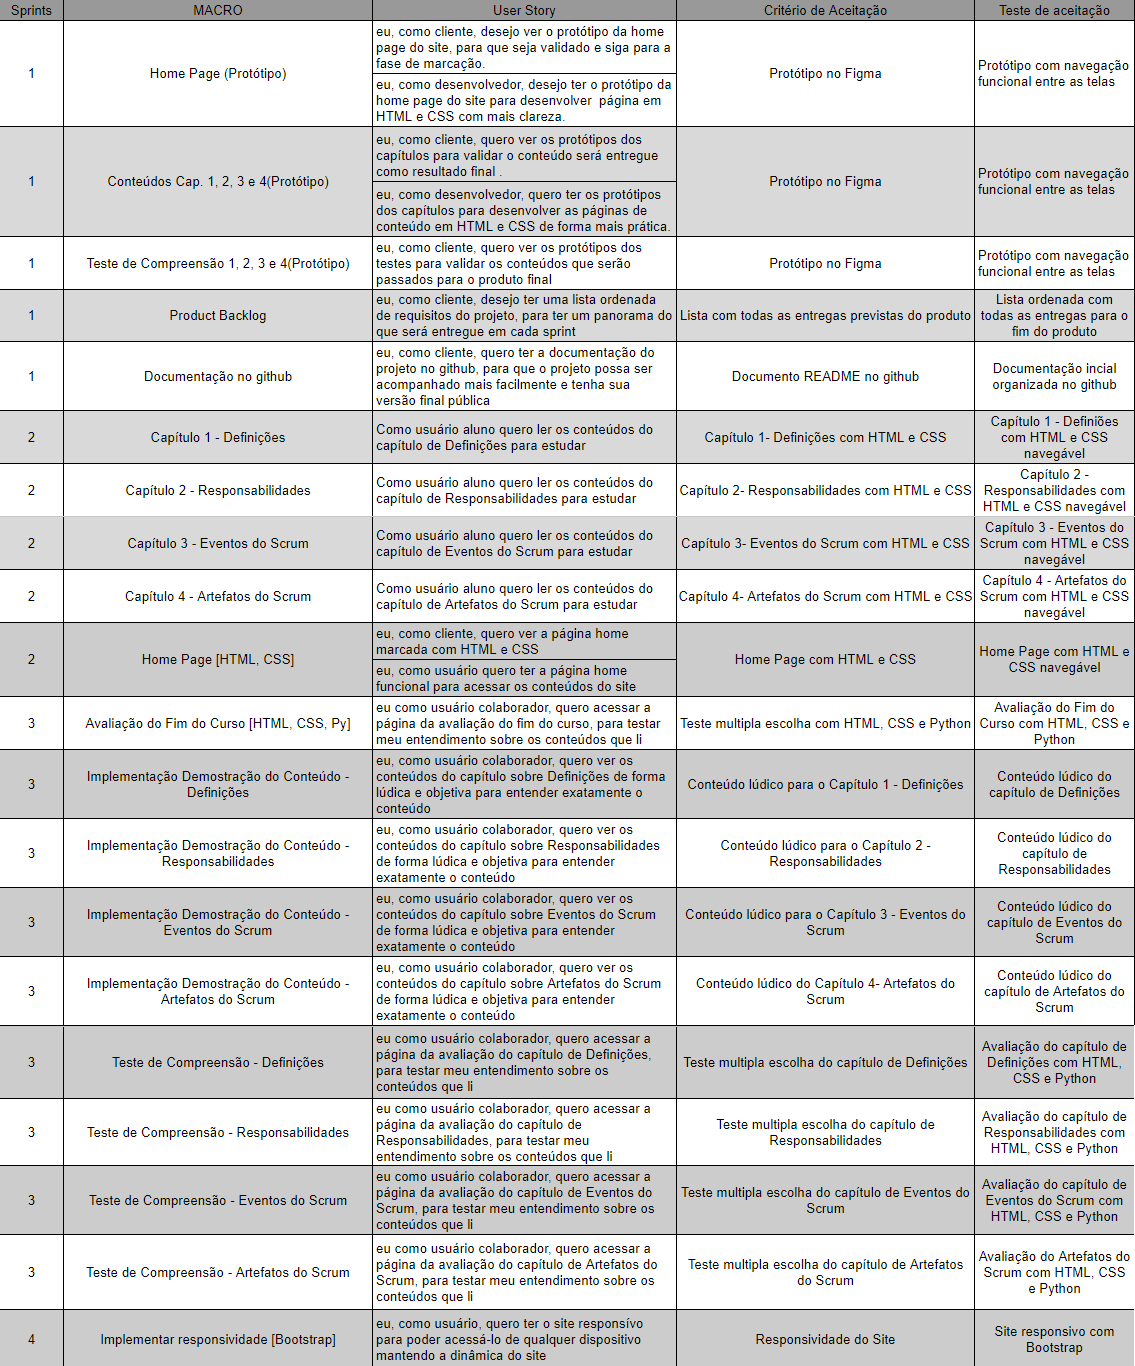 Sprints MACRO User Story Critério de Aceitação Teste de aceitação
1
Home Page (Protótipo)
eu, como cliente, desejo ver o protótipo da home
page do site, para que seja validado e siga para a
fase de marcação.
eu, como desenvolvedor, desejo ter o protótipo da
home page do site para desenvolver página em
HTML e CSS com mais clareza.
Protótipo no Figma
Protótipo com navegação
funcional entre as telas
1
Conteúdos Cap. 1, 2, 3 e 4(Protótipo)
eu, como cliente, quero ver os protótipos dos
capítulos para validar o conteúdo será entregue
como resultado final .
eu, como desenvolvedor, quero ter os protótipos
dos capítulos para desenvolver as páginas de
conteúdo em HTML e CSS de forma mais prática.
Protótipo no Figma
Protótipo com navegação
funcional entre as telas
1
Teste de Compreensão 1, 2, 3 e 4(Protótipo)
eu, como cliente, quero ver os protótipos dos
testes para validar os conteúdos que serão
passados para o produto final
Protótipo no Figma
Protótipo com navegação
funcional entre as telas
1
Product Backlog
eu, como cliente, desejo ter uma lista ordenada
de requisitos do projeto, para ter um panorama do
que será entregue em cada sprint
Lista com todas as entregas previstas do produto
Lista ordenada com
todas as entregas para o
fim do produto
1
Documentação no github
eu, como cliente, quero ter a documentação do
projeto no github, para que o projeto possa ser
acompanhado mais facilmente e tenha sua
versão final pública
Documento README no github
Documentação incial
organizada no github
2
Capítulo 1 - Definições
Como usuário aluno quero ler os conteúdos do
capítulo de Definições para estudar
Capítulo 1- Definições com HTML e CSS
Capítulo 1 - Definiões
com HTML e CSS
navegável
2
Capítulo 2 - Responsabilidades
Como usuário aluno quero ler os conteúdos do
capítulo de Responsabilidades para estudar
Capítulo 2- Responsabilidades com HTML e CSS
Capítulo 2 -
Responsabilidades com
HTML e CSS navegável
2
Capítulo 3 - Eventos do Scrum
Como usuário aluno quero ler os conteúdos do
capítulo de Eventos do Scrum para estudar
Capítulo 3- Eventos do Scrum com HTML e CSS
Capítulo 3 - Eventos do
Scrum com HTML e CSS
navegável
2
Capítulo 4 - Artefatos do Scrum
Como usuário aluno quero ler os conteúdos do
capítulo de Artefatos do Scrum para estudar
Capítulo 4- Artefatos do Scrum com HTML e CSS
Capítulo 4 - Artefatos do
Scrum com HTML e CSS
navegável
2
Home Page [HTML, CSS]
eu, como cliente, quero ver a página home
marcada com HTML e CSS
eu, como usuário quero ter a página home
funcional para acessar os conteúdos do site
Home Page com HTML e CSS
Home Page com HTML e
CSS navegável
3
Avaliação do Fim do Curso [HTML, CSS, Py]
eu como usuário colaborador, quero acessar a
página da avaliação do fim do curso, para testar
meu entendimento sobre os conteúdos que li
Teste multipla escolha com HTML, CSS e Python
Avaliação do Fim do
Curso com HTML, CSS e
Python
3
Implementação Demostração do Conteúdo -
Definições
eu, como usuário colaborador, quero ver os
conteúdos do capítulo sobre Definições de forma
lúdica e objetiva para entender exatamente o
conteúdo
Conteúdo lúdico para o Capítulo 1 - Definições
Conteúdo lúdico do
capítulo de Definições
3
Implementação Demostração do Conteúdo -
Responsabilidades
eu, como usuário colaborador, quero ver os
conteúdos do capítulo sobre Responsabilidades
de forma lúdica e objetiva para entender
exatamente o conteúdo
Conteúdo lúdico para o Capítulo 2 -
Responsabilidades
Conteúdo lúdico do
capítulo de
Responsabilidades
3
Implementação Demostração do Conteúdo -
Eventos do Scrum
eu, como usuário colaborador, quero ver os
conteúdos do capítulo sobre Eventos do Scrum
de forma lúdica e objetiva para entender
exatamente o conteúdo
Conteúdo lúdico para o Capítulo 3 - Eventos do
Scrum
Conteúdo lúdico do
capítulo de Eventos do
Scrum
3
Implementação Demostração do Conteúdo -
Artefatos do Scrum
eu, como usuário colaborador, quero ver os
conteúdos do capítulo sobre Artefatos do Scrum
de forma lúdica e objetiva para entender
exatamente o conteúdo
Conteúdo lúdico do Capítulo 4- Artefatos do
Scrum
Conteúdo lúdico do
capítulo de Artefatos do
Scrum
3
Teste de Compreensão - Definições
eu como usuário colaborador, quero acessar a
página da avaliação do capítulo de Definições,
para testar meu entendimento sobre os
conteúdos que li
Teste multipla escolha do capítulo de Definições
Avaliação do capítulo de
Definições com HTML,
CSS e Python
3
Teste de Compreensão - Responsabilidades
eu como usuário colaborador, quero acessar a
página da avaliação do capítulo de
Responsabilidades, para testar meu
entendimento sobre os conteúdos que li
Teste multipla escolha do capítulo de
Responsabilidades
Avaliação do capítulo de
Responsabilidades com
HTML, CSS e Python
3
Teste de Compreensão - Eventos do Scrum
eu como usuário colaborador, quero acessar a
página da avaliação do capítulo de Eventos do
Scrum, para testar meu entendimento sobre os
conteúdos que li
Teste multipla escolha do capítulo de Eventos do
Scrum
Avaliação do capítulo de
Eventos do Scrum com
HTML, CSS e Python
3
Teste de Compreensão - Artefatos do Scrum
eu como usuário colaborador, quero acessar a
página da avaliação do capítulo de Artefatos do
Scrum, para testar meu entendimento sobre os
conteúdos que li
Teste multipla escolha do capítulo de Artefatos
do Scrum
Avaliação do Artefatos do
Scrum com HTML, CSS
e Python
4
Implementar responsividade [Bootstrap]
eu, como usuário, quero ter o site responsívo
para poder acessá-lo de qualquer dispositivo
mantendo a dinâmica do site
Responsividade do Site
Site responsivo com
Bootstrap